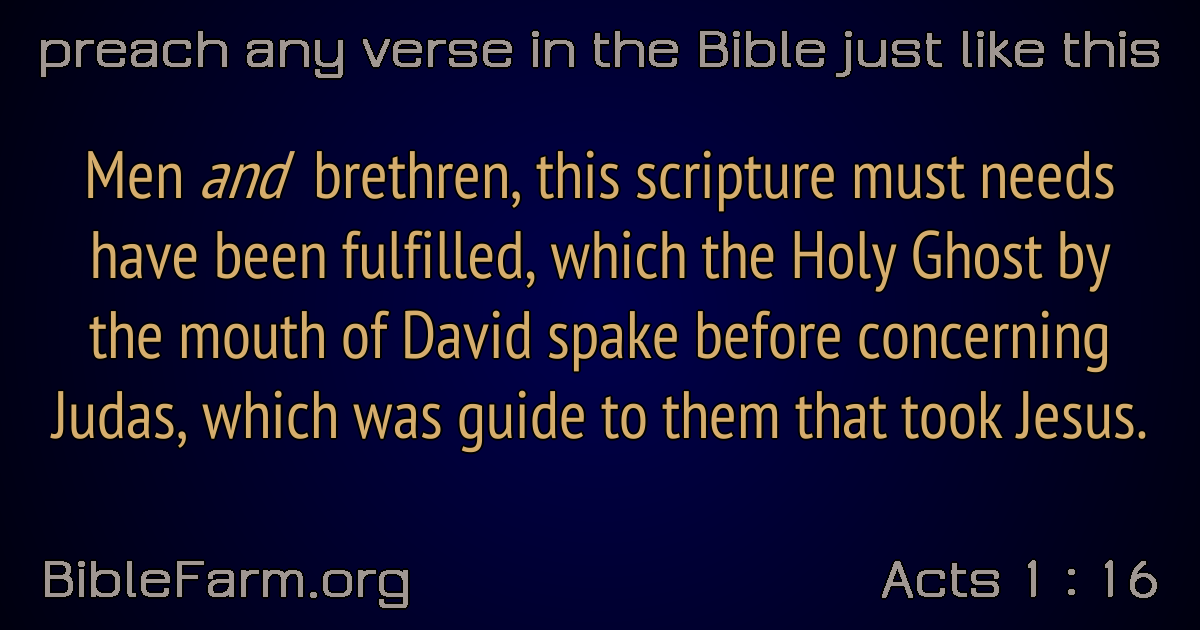 preach any verse in the Bible just like this
Men and brethren, this scripture must needs
have been fulfilled, which the Holy Ghost by
the mouth of David spake before concerning
Judas, which was guide to them that took Jesus.
BibleFarm.org
Acts 1 : 16